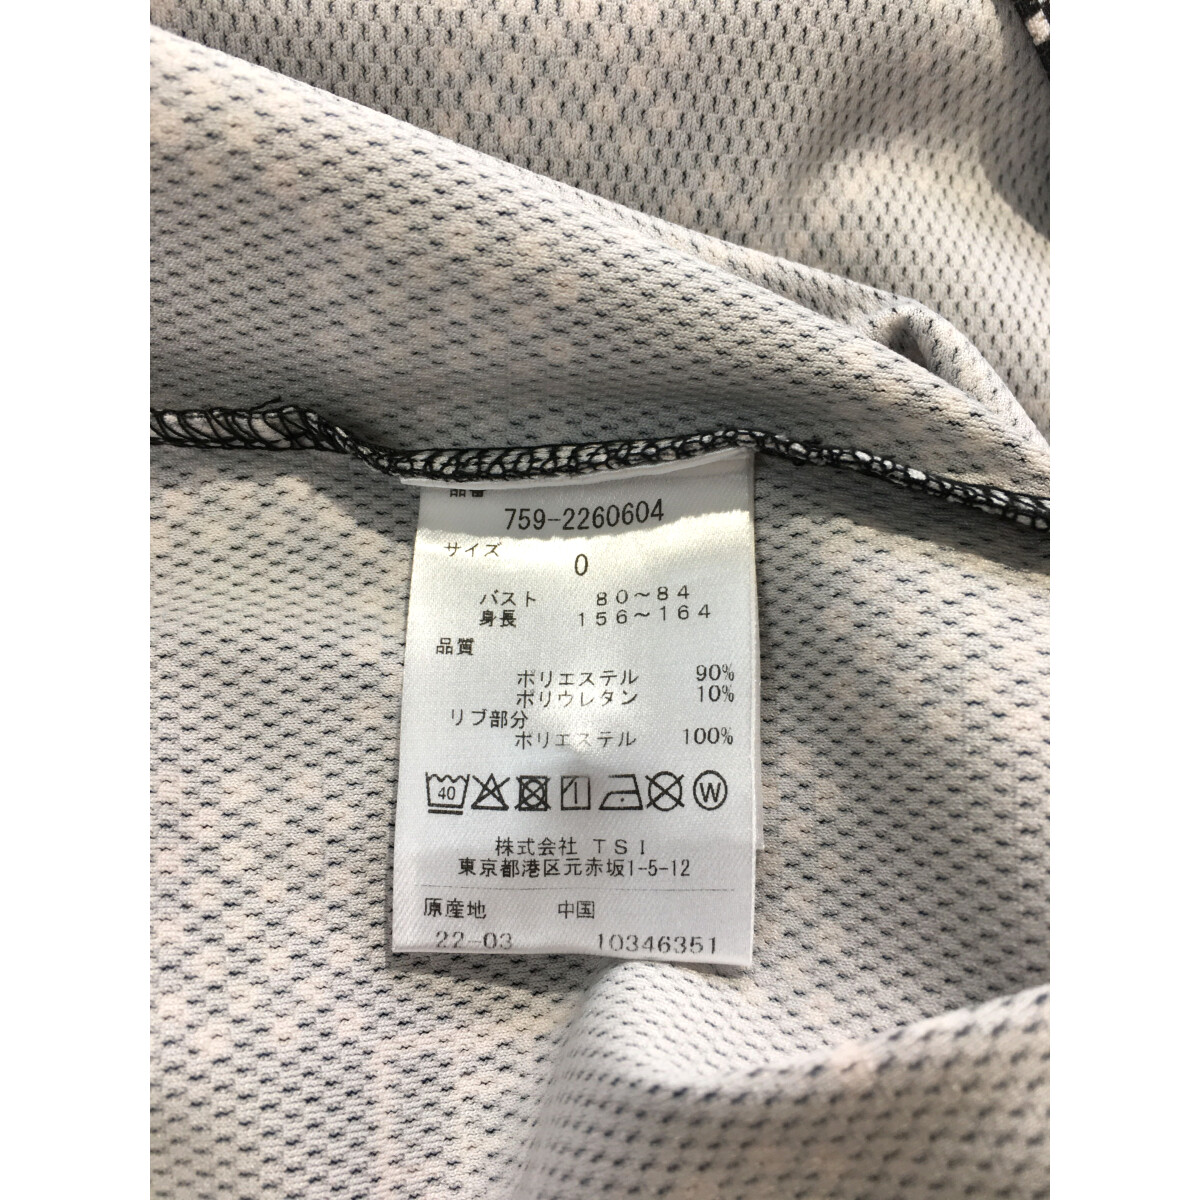 品番
759-2260604
サイズ
0
バスト 80~84
身長 156~164
品質
ポリエステル 90%
ポリウレタン 10%
リブ部分
ポリエステル 100%
40 W
株式会社 TSI
東京都港区元赤坂1-5-12
原産地 中国
22-03 10346351